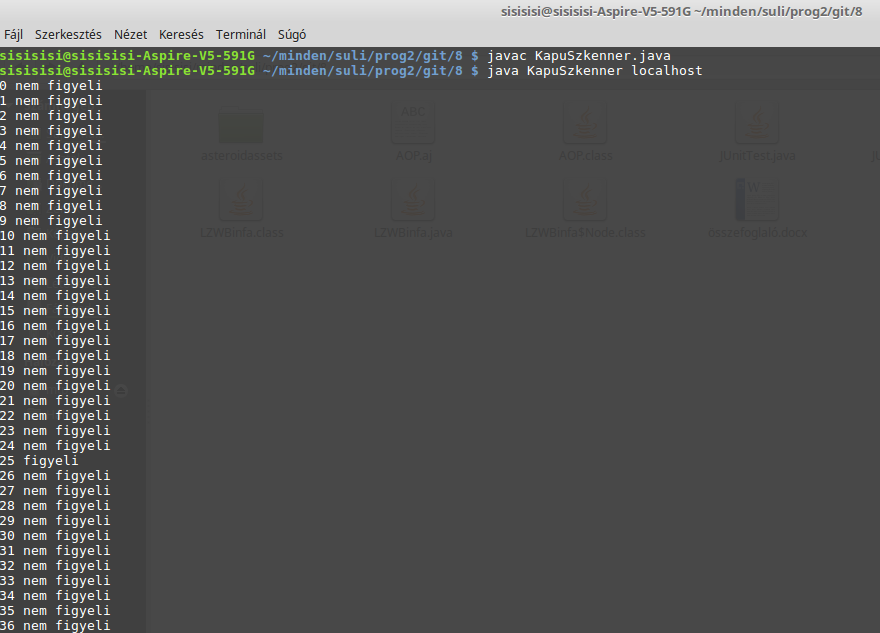 sisisisi@sisisisi-Aspire-V5-591G ~/minden/suli/prog2/git/8
Fájl Szerkesztés Nézet Keresés Terminál Súgó
sisisisi@sisisisi-Aspire-V5-591G ~/minden/suli/prog2/git/8 $ javac KapuSzkenner.java
sisisisi@sisisisi-Aspire-V5-591G ~/minden/suli/prog2/git/8 $ java KapuSzkenner localhost
0 nem figyeli
1 nem figyeli
2 nem figyeli
3 nem figyeli
4 nem figyeli
5 nem figyeli
6 nem figyeli
7 nem figyeli
8 nem figyeli
9 nem figyeli
10 nem figyeli
11 nem figyeli
12 nem figyeli
13 nem figyeli
14 nem figyeli
15 nem figyeli
16 nem figyeli
17 nem figyeli
18 nem figyeli
19 nem figyeli
20 nem figyeli
21 nem figyeli
22 nem figyeli
23 nem figyeli
24 nem figyeli
25 figyeli
26 nem figyeli
27 nem figyeli
28 nem figyeli
29 nem figyeli
30 nem figyeli
31 nem figyeli
32 nem figyeli
33 nem figyeli
34 nem figyeli
35 nem figyeli
36 nem figyeli
ABC
asteroidassets AOP.aj AOP.class JUnitTest.java
W
LZWBinfa.class LZWBinfa.java LZWBinfa$Node.class összefoglaló.docx